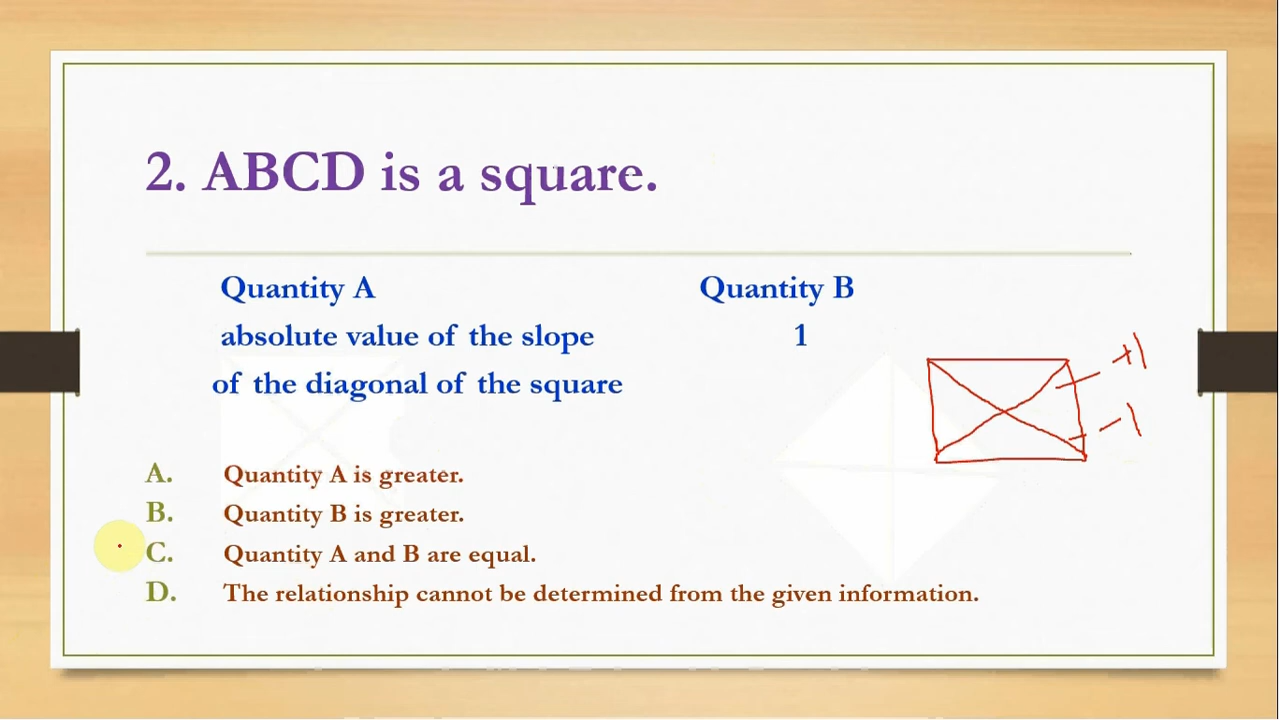 2. ABCD is a square.
Quantity A Quantity B
absolute value of the slope 1
of the diagonal of the square
+1
-1
A. Quantity A is greater.
B. Quantity B is greater.
C. Quantity A and B are equal.
D. The relationship cannot be determined from the given information.